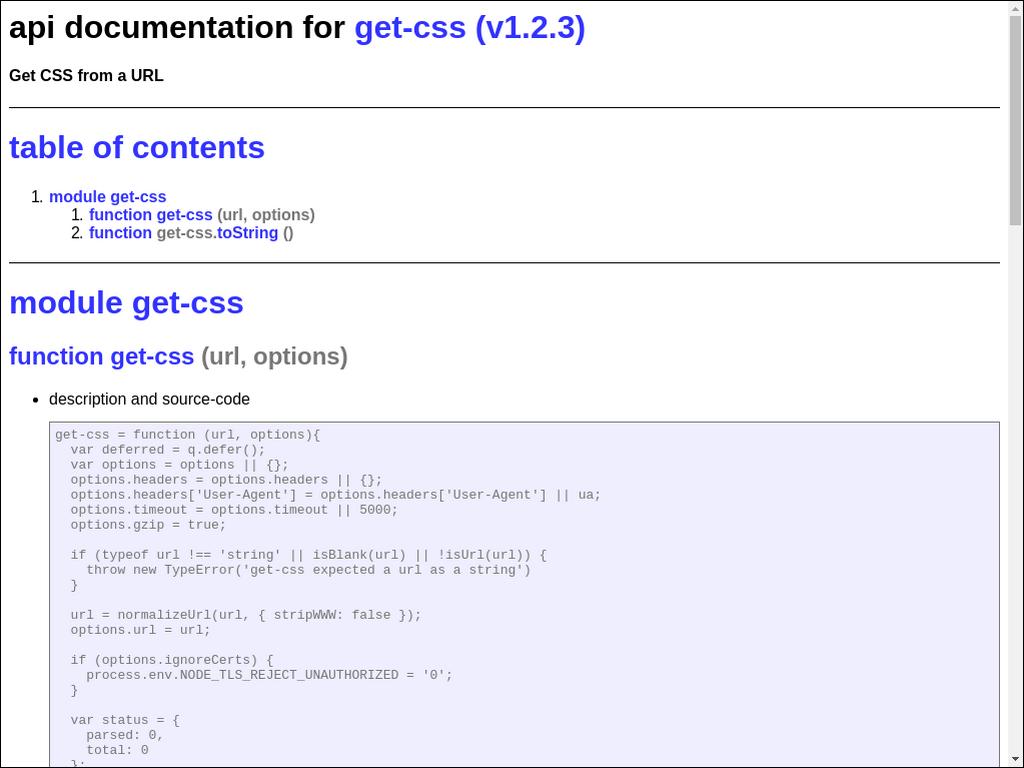 api documentation for get-css (v1.2.3)
Get CSS from a URL
table of contents
1. module get-css
1. function get-css (url, options)
2. function get-css.toString ()
module get-css
function get-css (url, options)
• description and source-code
get-css = function (url, options){
  var deferred = q.defer();
  var options = options || {};
  options.headers = options.headers || {};
  options.headers['User-Agent'] = options.headers['User-Agent'] || ua;
  options.timeout = options.timeout || 5000;
  options.gzip = true;

  if (typeof url !== 'string' || isBlank(url) || !isUrl(url)) {
    throw new TypeError('get-css expected a url as a string')
  }

  url = normalizeUrl(url, { stripWWW: false });
  options.url = url;

  if (options.ignoreCerts) {
    process.env.NODE_TLS_REJECT_UNAUTHORIZED = '0';
  }

  var status = {
    parsed: 0,
    total: 0
  };